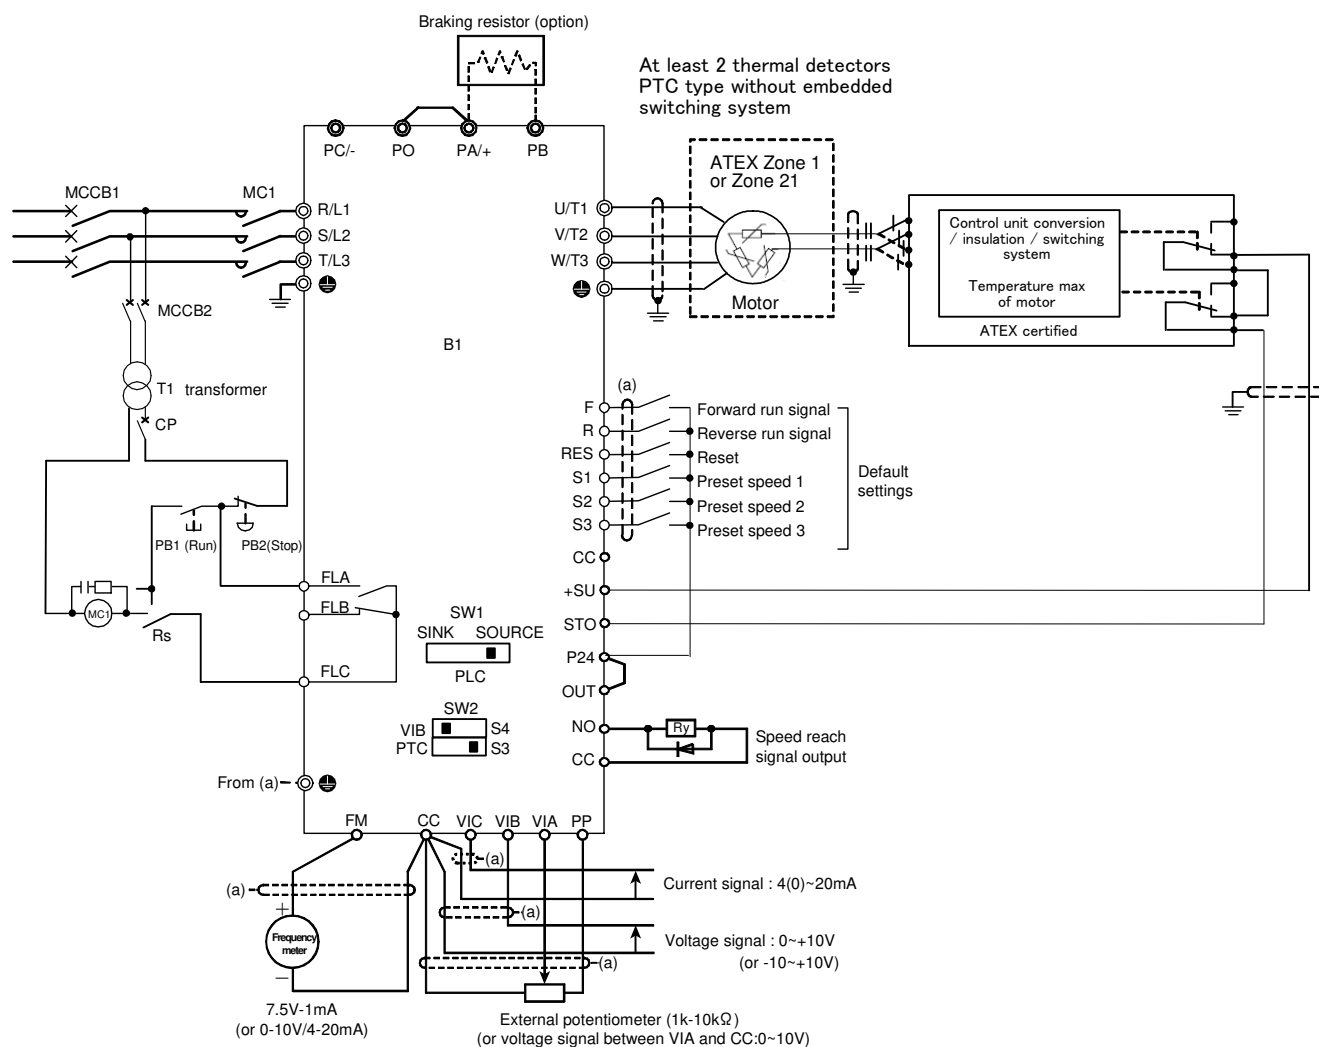 Braking resistor (option)
At least 2 thermal detectors
PTC type without embedded
switching system
PC/-
PO
PA/+
PB
ATEX Zone 1
or Zone 21
MCCB1
MC1
R/L1
S/L2
T/L3
U/T1
V/T2
W/T3
Motor
Control unit conversion
/ insulation / switching
system
Temperature max
of motor
ATEX certified
MCCB2
B1
T1 transformer
CP
(a)
F
R
RES
S1
S2
S3
CC
+SU
STO
P24
OUT
NO
CC
Forward run signal
Reverse run signal
Reset
Preset speed 1
Preset speed 2
Preset speed 3
Default
settings
PB1 (Run)
PB2(Stop)
FLA
FLB
FLC
MC1
Rs
SW1
SINK SOURCE
PLC
SW2
VIB S4
PTC S3
Ry
Speed reach
signal output
From (a)
FM
CC
VIC
VIB
VIA
PP
(a)
(a)
(a)
(a)
Current signal : 4(0)~20mA
Voltage signal : 0~+10V
(or -10~+10V)
+
Frequency
meter
−
7.5V-1mA
(or 0-10V/4-20mA)
External potentiometer (1k-10kΩ)
(or voltage signal between VIA and CC:0~10V)